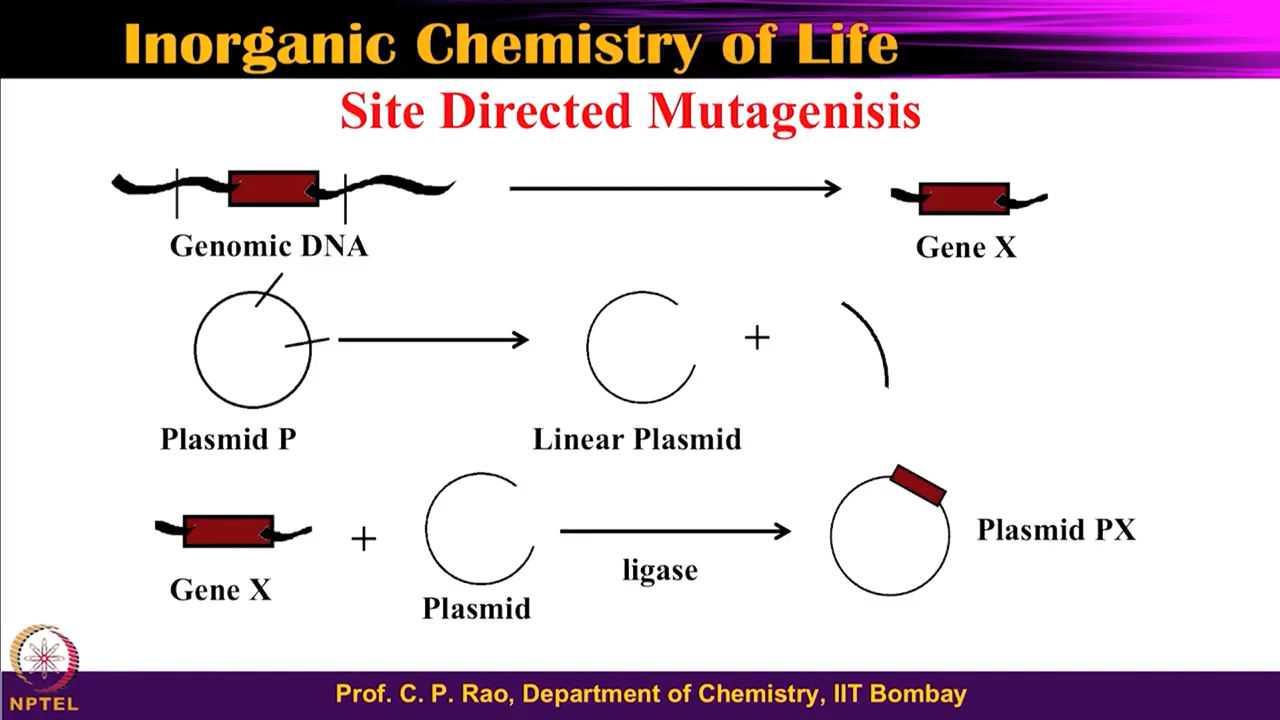 Inorganic Chemistry of Life
Site Directed Mutagenisis
Genomic DNA
Gene X
+
Plasmid P
Linear Plasmid
+
ligase
Gene X
Plasmid
Plasmid PX
NPTEL
Prof. C. P. Rao, Department of Chemistry, IIT Bombay